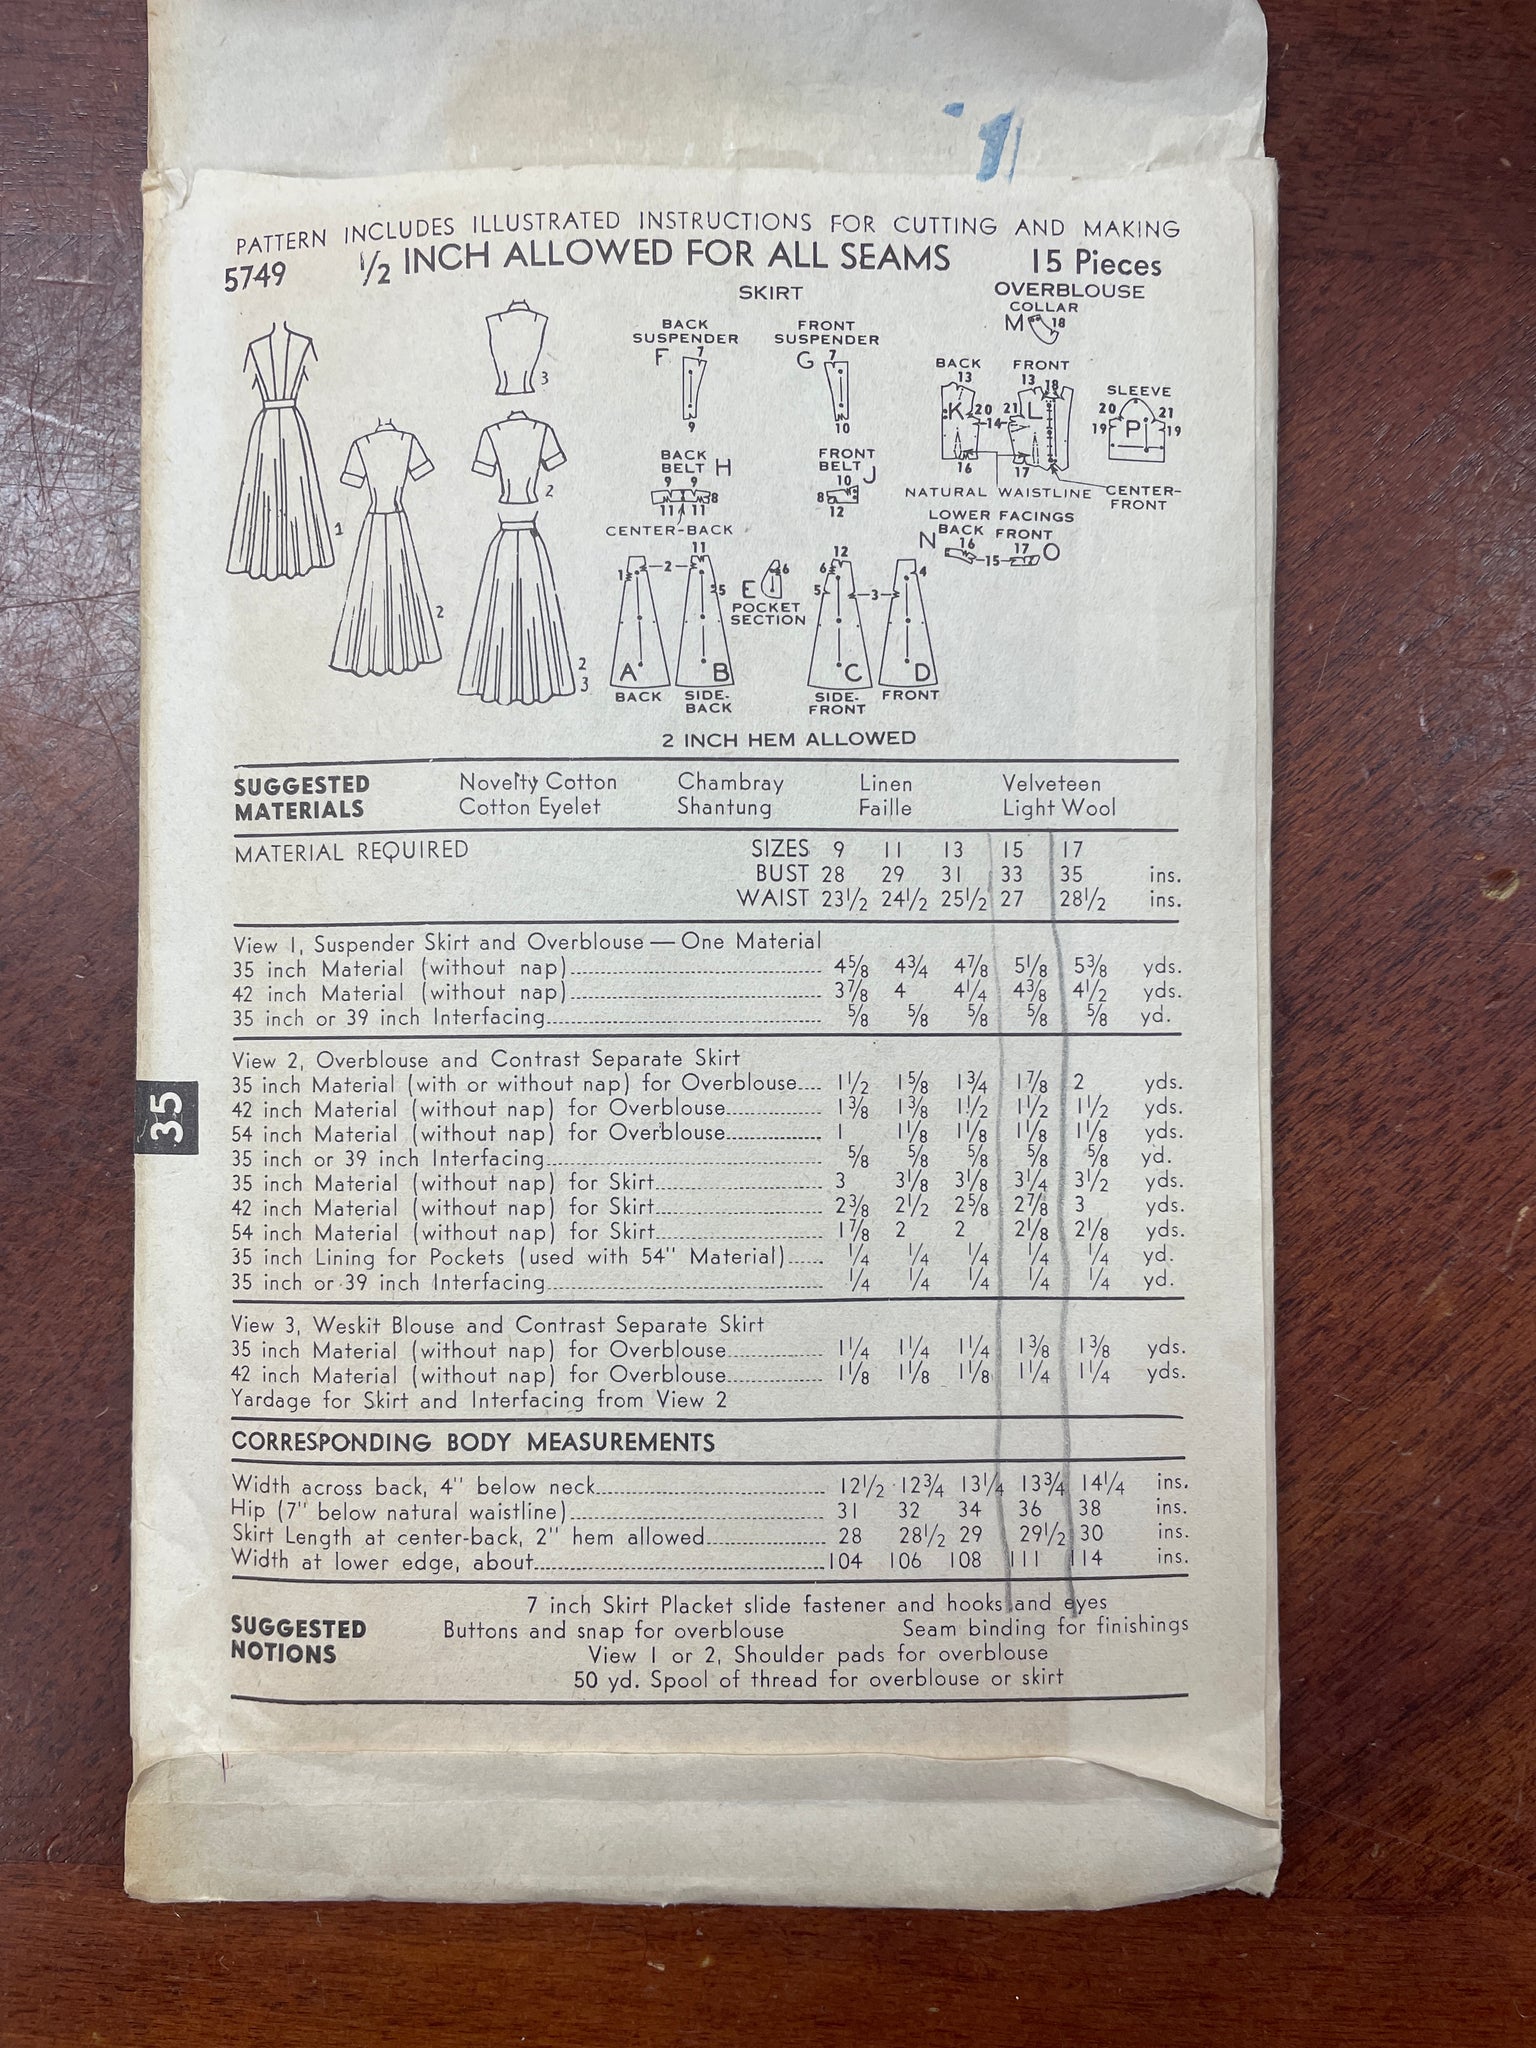 1
PATTERN INCLUDES ILLUSTRATED INSTRUCTIONS FOR CUTTING AND MAKING
5749 1/2 INCH ALLOWED FOR ALL SEAMS 15 Pieces
SKIRT OVERBLOUSE
COLLAR
M 18
BACK SUSPENDER
F 7
9
FRONT SUSPENDER
G 7
10
BACK
13
K 20
14
16
FRONT
13 18
21 L
17
SLEEVE
20 21
19 P 19
NATURAL WAISTLINE
CENTER-FRONT
BACK BELT H
9 9
8
11 11
CENTER-BACK
FRONT BELT J
10
8
12
LOWER FACINGS
BACK FRONT
N 16 15 17 O
1
2
3
2
2
3
1 2 11 5
E 6
POCKET SECTION
12
6 5 3 4
A B C D
BACK SIDE-BACK SIDE-FRONT FRONT
2 INCH HEM ALLOWED
SUGGESTED MATERIALS
Novelty Cotton Chambray Linen Velveteen
Cotton Eyelet Shantung Faille Light Wool
MATERIAL REQUIRED SIZES 9 11 13 15 17
BUST 28 29 31 33 35 ins.
WAIST 23 1/2 24 1/2 25 1/2 27 28 1/2 ins.
View 1, Suspender Skirt and Overblouse — One Material
35 inch Material (without nap) 4 5/8 4 3/4 4 7/8 5 1/8 5 3/8 yds.
42 inch Material (without nap) 3 7/8 4 4 1/4 4 3/8 4 1/2 yds.
35 inch or 39 inch Interfacing 5/8 5/8 5/8 5/8 5/8 yd.
View 2, Overblouse and Contrast Separate Skirt
35 inch Material (with or without nap) for Overblouse 1 1/2 1 5/8 1 3/4 1 7/8 2 yds.
42 inch Material (without nap) for Overblouse 1 3/8 1 3/8 1 1/2 1 1/2 1 1/2 yds.
54 inch Material (without nap) for Overblouse 1 1 1/8 1 1/8 1 1/8 1 1/8 yds.
35 inch or 39 inch Interfacing 5/8 5/8 5/8 5/8 5/8 yd.
35 inch Material (without nap) for Skirt 3 3 1/8 3 1/8 3 1/4 3 1/2 yds.
42 inch Material (without nap) for Skirt 2 3/8 2 1/2 2 5/8 2 7/8 3 yds.
54 inch Material (without nap) for Skirt 1 7/8 2 2 2 1/8 2 1/8 yds.
35 inch Lining for Pockets (used with 54" Material) 1/4 1/4 1/4 1/4 1/4 yd.
35 inch or 39 inch Interfacing 1/4 1/4 1/4 1/4 1/4 yd.
35
View 3, Weskit Blouse and Contrast Separate Skirt
35 inch Material (without nap) for Overblouse 1 1/4 1 1/4 1 1/4 1 3/8 1 3/8 yds.
42 inch Material (without nap) for Overblouse 1 1/8 1 1/8 1 1/8 1 1/4 1 1/4 yds.
Yardage for Skirt and Interfacing from View 2
CORRESPONDING BODY MEASUREMENTS
Width across back, 4" below neck 12 1/2 12 3/4 13 1/4 13 3/4 14 1/4 ins.
Hip (7" below natural waistline) 31 32 34 36 38 ins.
Skirt Length at center-back, 2" hem allowed 28 28 1/2 29 29 1/2 30 ins.
Width at lower edge, about 104 106 108 111 114 ins.
SUGGESTED NOTIONS
7 inch Skirt Placket slide fastener and hooks and eyes
Buttons and snap for overblouse Seam binding for finishings
View 1 or 2, Shoulder pads for overblouse
50 yd. Spool of thread for overblouse or skirt